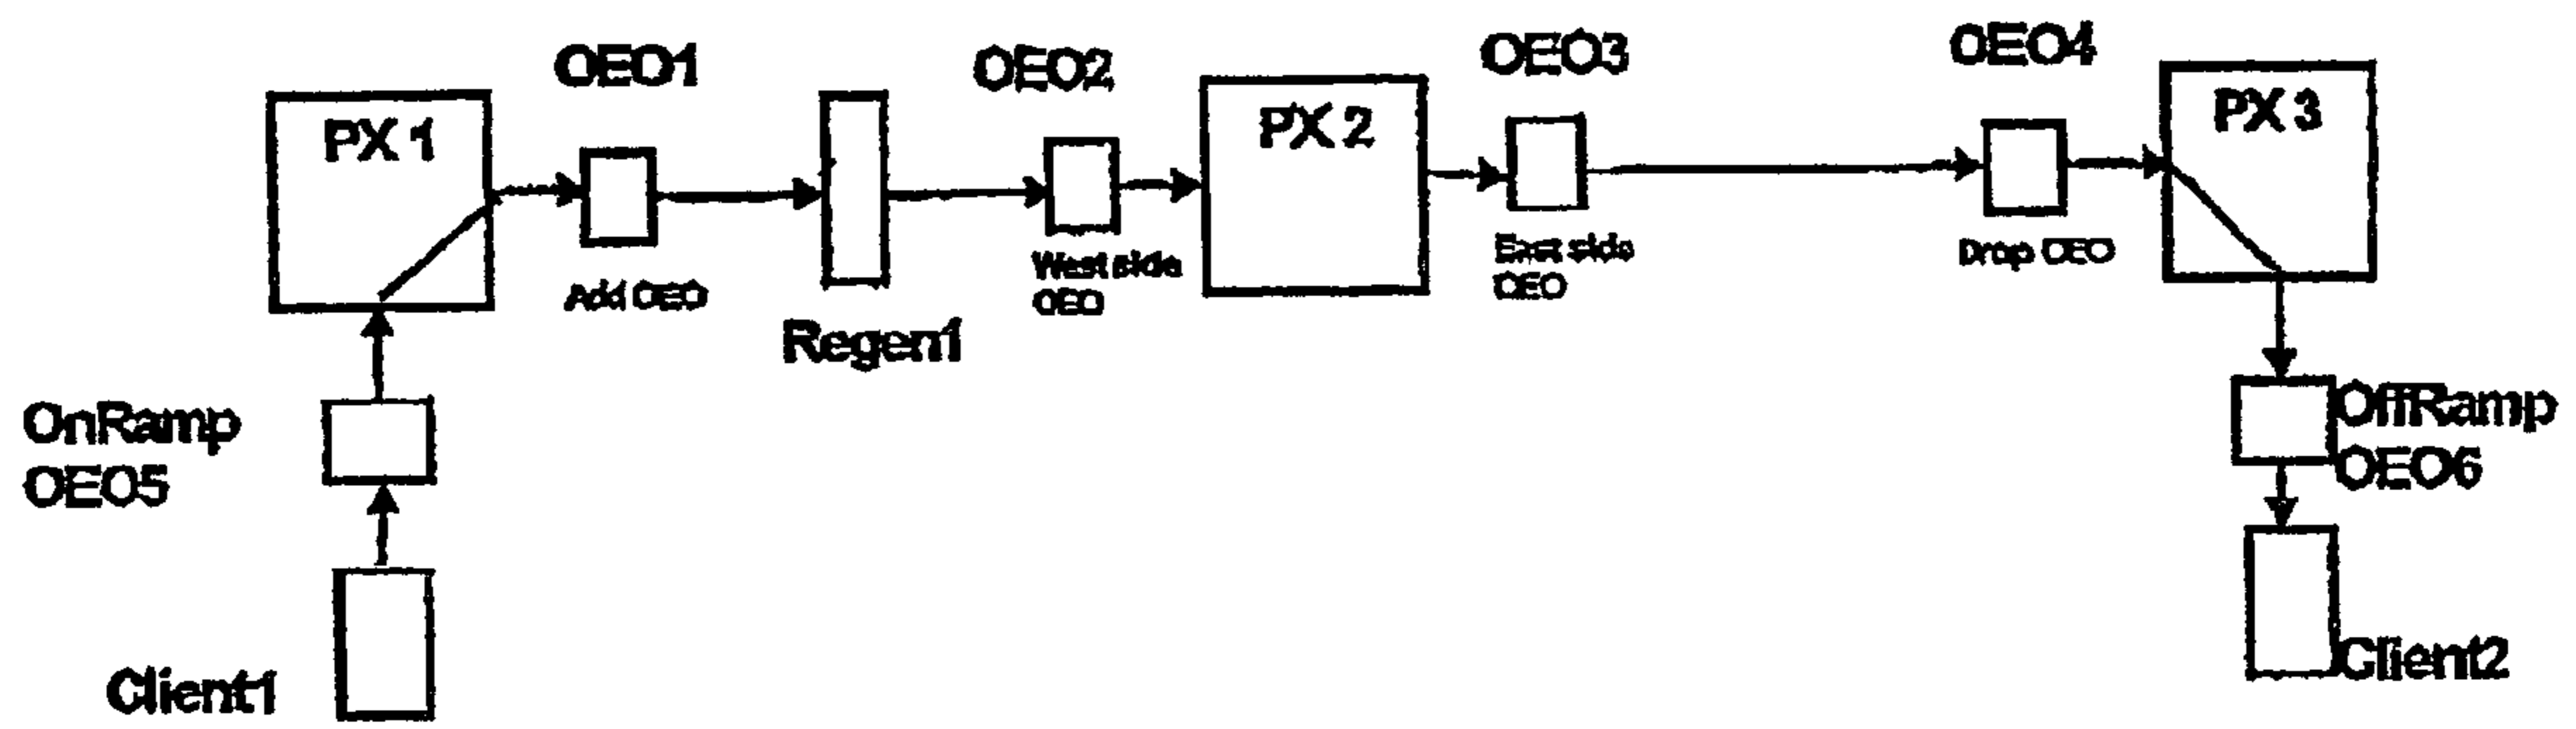 OEO1
OEO2
OEO3
OEO4
PX 1
PX 2
PX 3
Add OEO
West side
OEO
East side
OEO
Drop OEO
Regen1
OnRamp
OEO5
OffRamp
OEO6
Client1
Client2